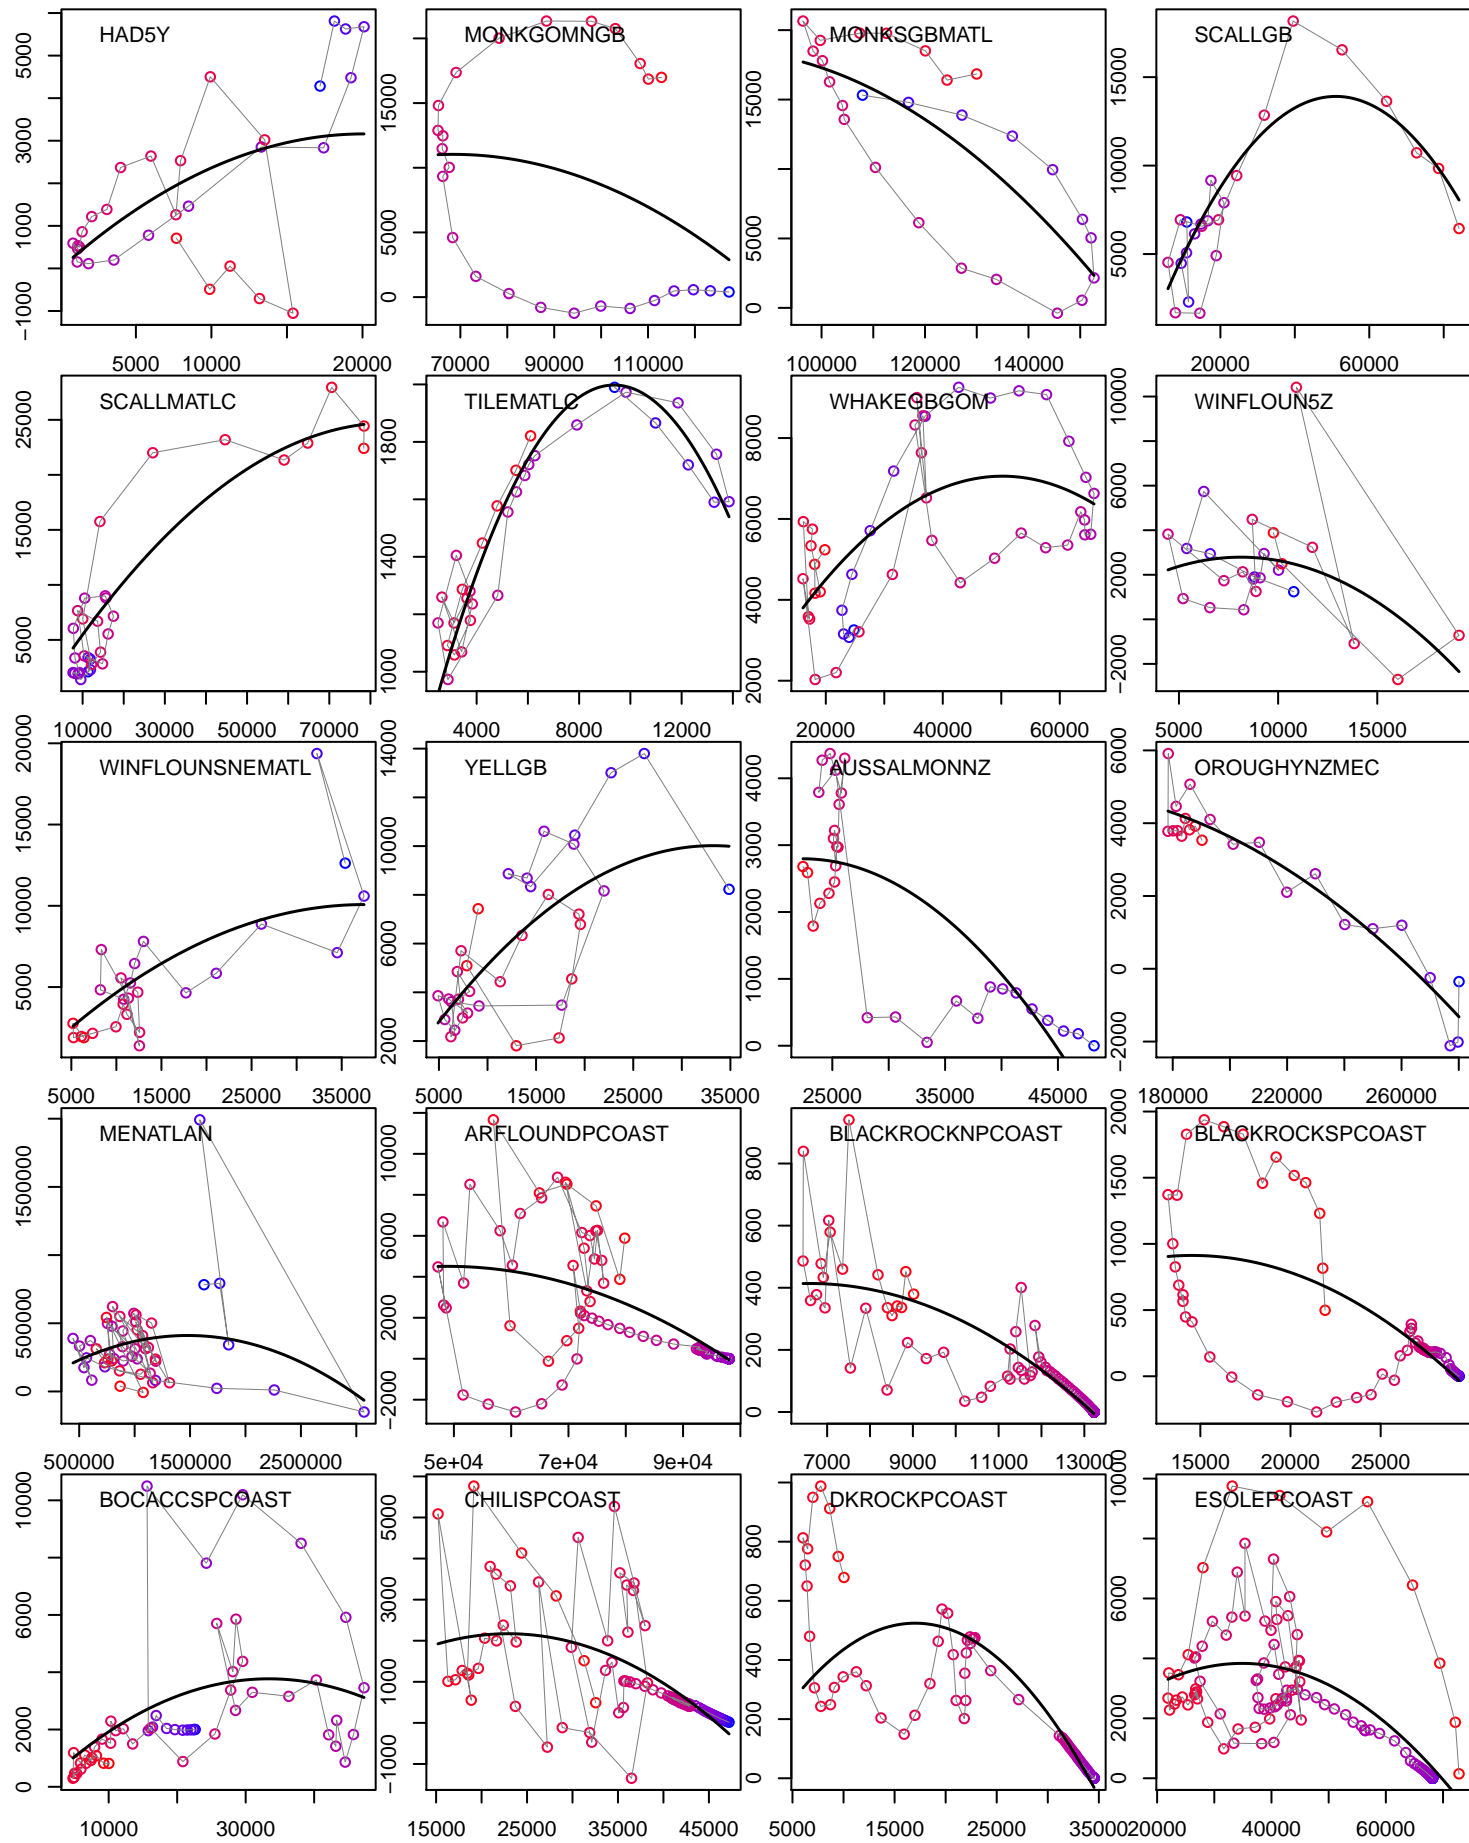 HAD5Y MONKGOMNGB MONKSGBMATL SCALLGB
−1000 1000 3000 5000
5000 10000 20000
0 5000 15000
70000 90000 110000
0 5000 15000
100000 120000 140000
5000 10000 15000
20000 60000
SCALLMATLC TILEMATLC WHAKEGBGOM WINFLOUN5Z
5000 15000 25000
10000 30000 50000 70000
1000 1400 1800
4000 8000 12000
2000 4000 6000 8000
20000 40000 60000
−2000 2000 6000 10000
5000 10000 15000
WINFLOUNSNEMATL YELLGB AUSSALMONNZ OROUGHYNZMEC
5000 10000 15000 20000
5000 15000 25000 35000
2000 6000 10000 14000
5000 15000 25000 35000
0 1000 2000 3000 4000
25000 35000 45000
−2000 0 2000 4000 6000
180000 220000 260000
MENATLAN ARFLOUNDPCOAST BLACKROCKNPCOAST BLACKROCKSPCOAST
0 500000 1500000
5000000 15000000 25000000
−2000 2000 6000 10000
5e+04 7e+04 9e+04
0 200 400 600 800
7000 9000 11000 13000
0 500 1000 1500 2000
15000 20000 25000
BOCACCSPCOAST CHILISPCOAST DKROCKPCOAST ESOLEPCOAST
0 2000 6000 10000
10000 30000
−1000 1000 3000 5000
15000 25000 35000 45000
0 200 400 600 800
5000 15000 25000 35000
0 2000 6000 10000
20000 40000 60000